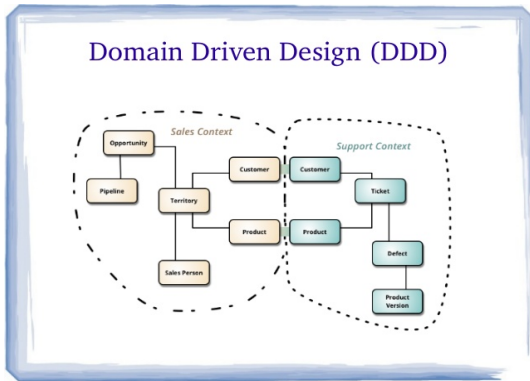 Domain Driven Design (DDD)
Sales Context
Opportunity
Pipeline
Territory
Customer
Product
Sales Person
Support Context
Customer
Product
Ticket
Defect
Product
Version